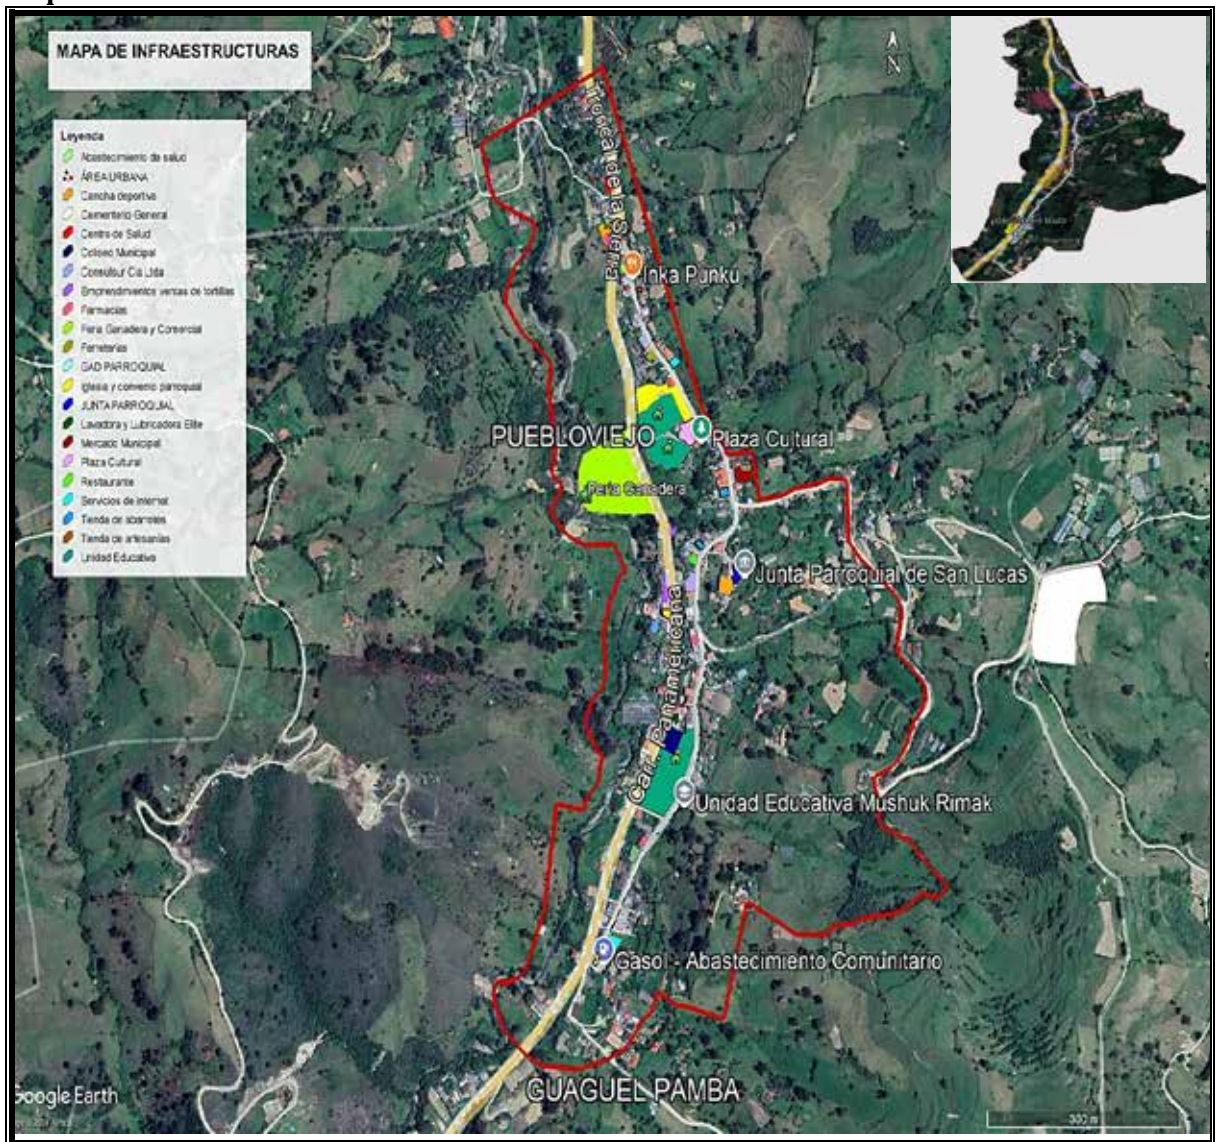 MAPA DE INFRAESTRUCTURAS
N
Leyenda
Abastecimiento de salud
ÁREA URBANA
Cancha deportiva
Cementerio General
Centro de Salud
Coliseo Municipal
Consulsur Cia Ltda
Emprendimientos ventas de tortillas
Farmacias
Feria Ganadera y Comercial
Ferreterias
GAD PARROQUIAL
Iglesia y convento parroquial
JUNTA PARROQUIAL
Lavadora y Lubricadora Elite
Mercado Municipal
Plaza Cultural
Restaurante
Servicios de internet
Tienda de abarrotes
Tienda de artesanías
Unidad Educativa
Troncal de la Sierra
Inka Punku
PUEBLOVIEJO
Plaza Cultural
Feria Ganadera
Junta Parroquial de San Lucas
Carr. Panamericana
Unidad Educativa Mushuk Rimak
Gasol - Abastecimiento Comunitario
GUAGUEL PAMBA
Google Earth
300 m